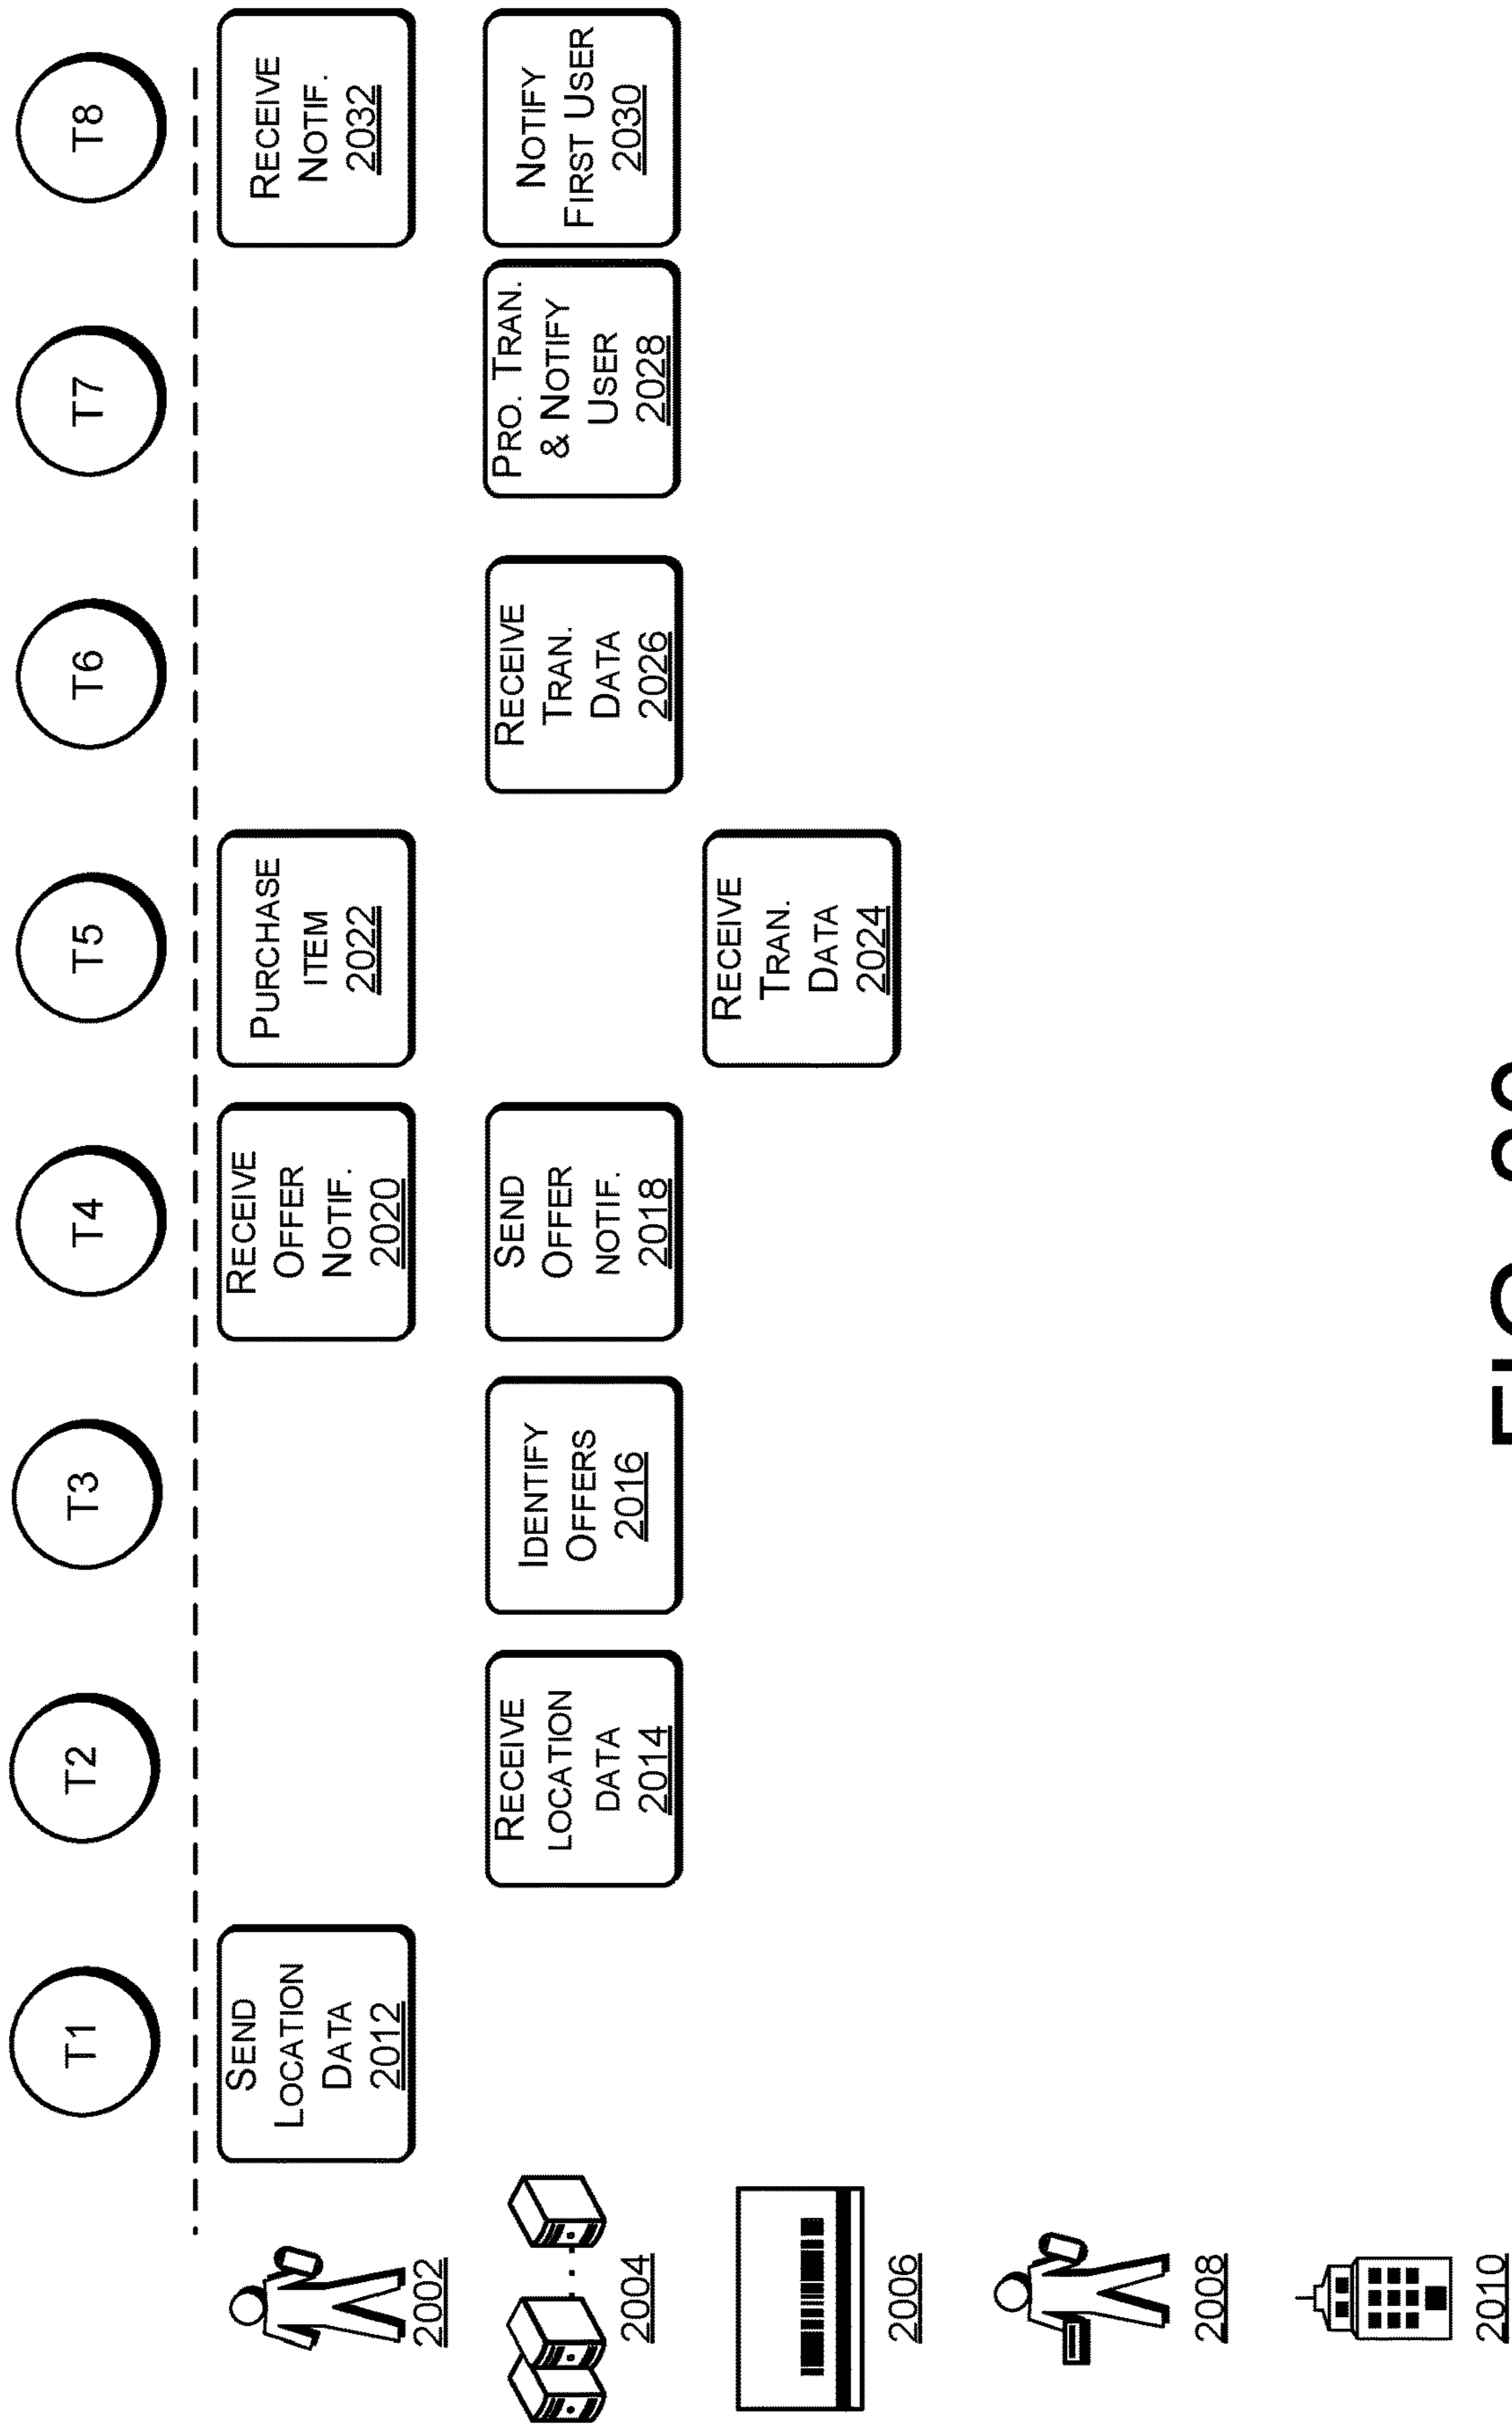 T1
T2
T3
T4
T5
T6
T7
T8
2002
SEND
LOCATION
DATA
2012
RECEIVE
OFFER
NOTIF.
2020
PURCHASE
ITEM
2022
RECEIVE
NOTIF.
2032
2004
RECEIVE
LOCATION
DATA
2014
IDENTIFY
OFFERS
2016
SEND
OFFER
NOTIF.
2018
RECEIVE
TRAN.
DATA
2026
PRO. TRAN.
& NOTIFY
USER
2028
NOTIFY
FIRST USER
2030
2006
RECEIVE
TRAN.
DATA
2024
2008
2010